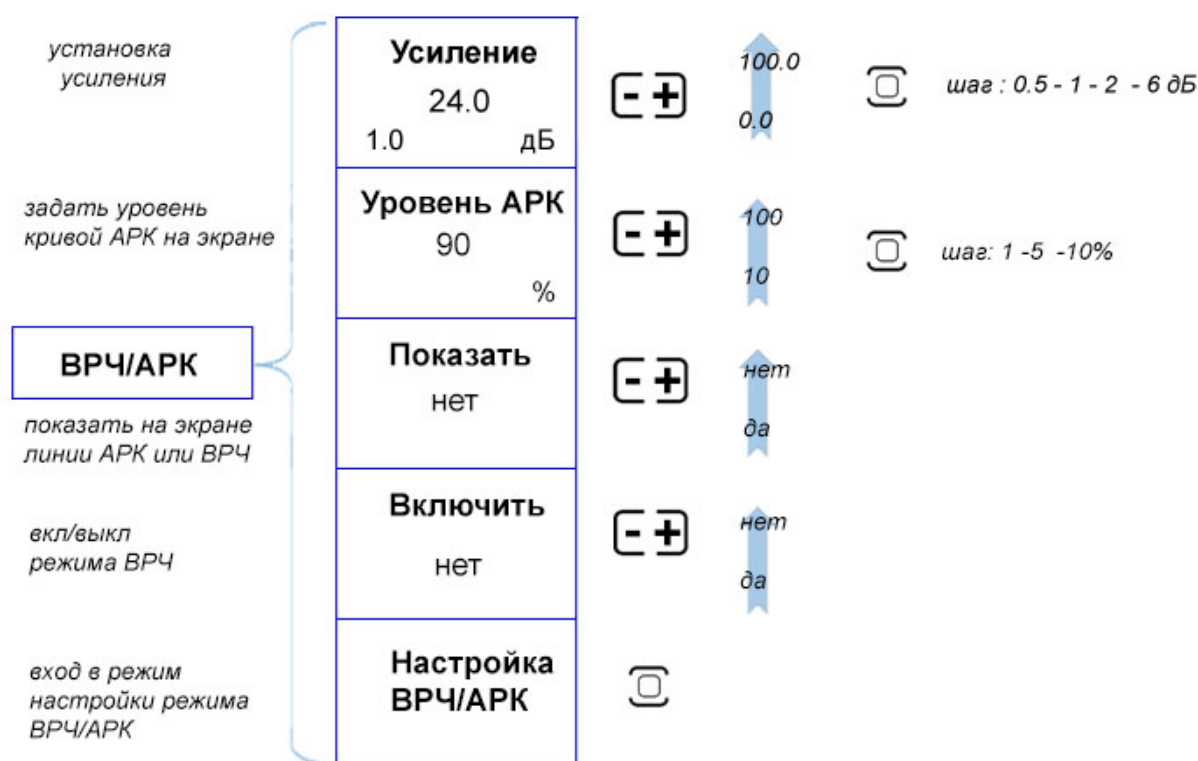 установка
усиления
Усиление
24.0
1.0 дБ
100.0
0.0
шаг : 0.5 - 1 - 2 - 6 дБ
задать уровень
кривой АРК на экране
Уровень АРК
90
%
100
10
шаг: 1 -5 -10%
ВРЧ/АРК
показать на экране
линии АРК или ВРЧ
Показать
нет
нет
да
вкл/выкл
режима ВРЧ
Включить
нет
нет
да
вход в режим
настройки режима
ВРЧ/АРК
Настройка
ВРЧ/АРК